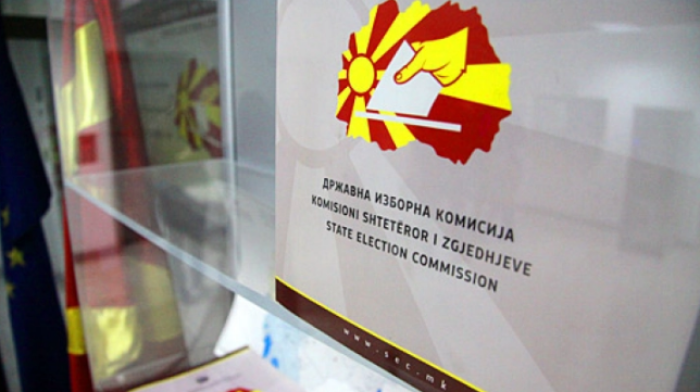 ДРЖАВНА ИЗБОРНА КОМИСИЈА
KOMISIONI SHTETËROR I ZGJEDHJEVE
STATE ELECTION COMMISSION
www.sec.mk